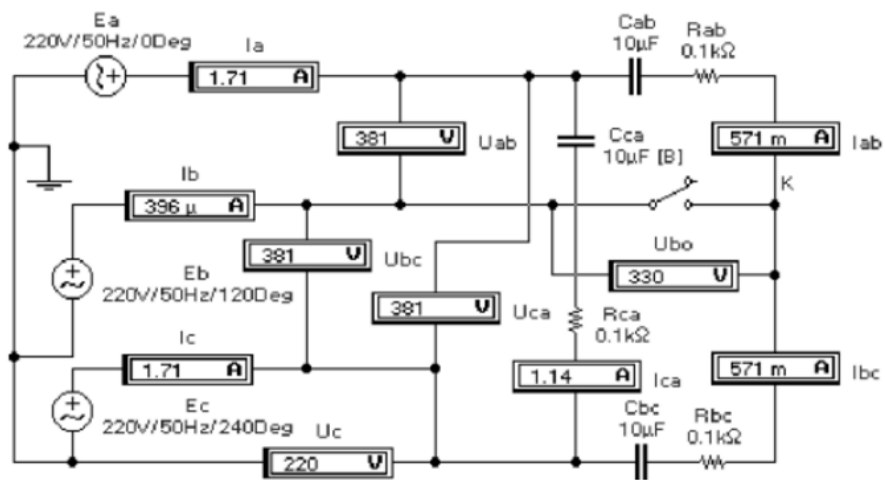 Ea
220V/50Hz/0Deg
Ia
1.71 A
Cab
10µF
Rab
0.1kΩ
381 V
Uab
Cca
10µF [B]
571 m A
Iab
Ib
396 µ A
K
Eb
220V/50Hz/120Deg
381 V
Ubc
Ubo
330 V
381 V
Uca
Rca
0.1kΩ
Ic
1.71 A
1.14 A
Ica
571 m A
Ibc
Ec
220V/50Hz/240Deg
Uc
220 V
Cbc
10µF
Rbc
0.1kΩ